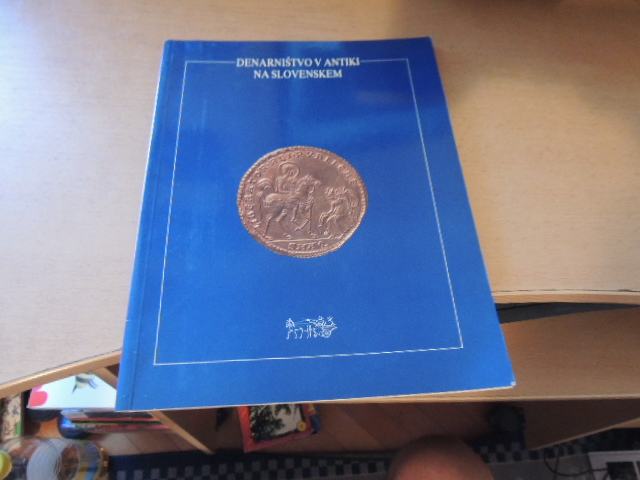 DENARNIŠTVO V ANTIKI
NA SLOVENSKEM